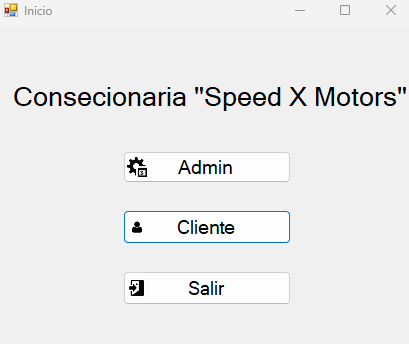 Inicio
Consecionaria "Speed X Motors"
Admin
Cliente
Salir